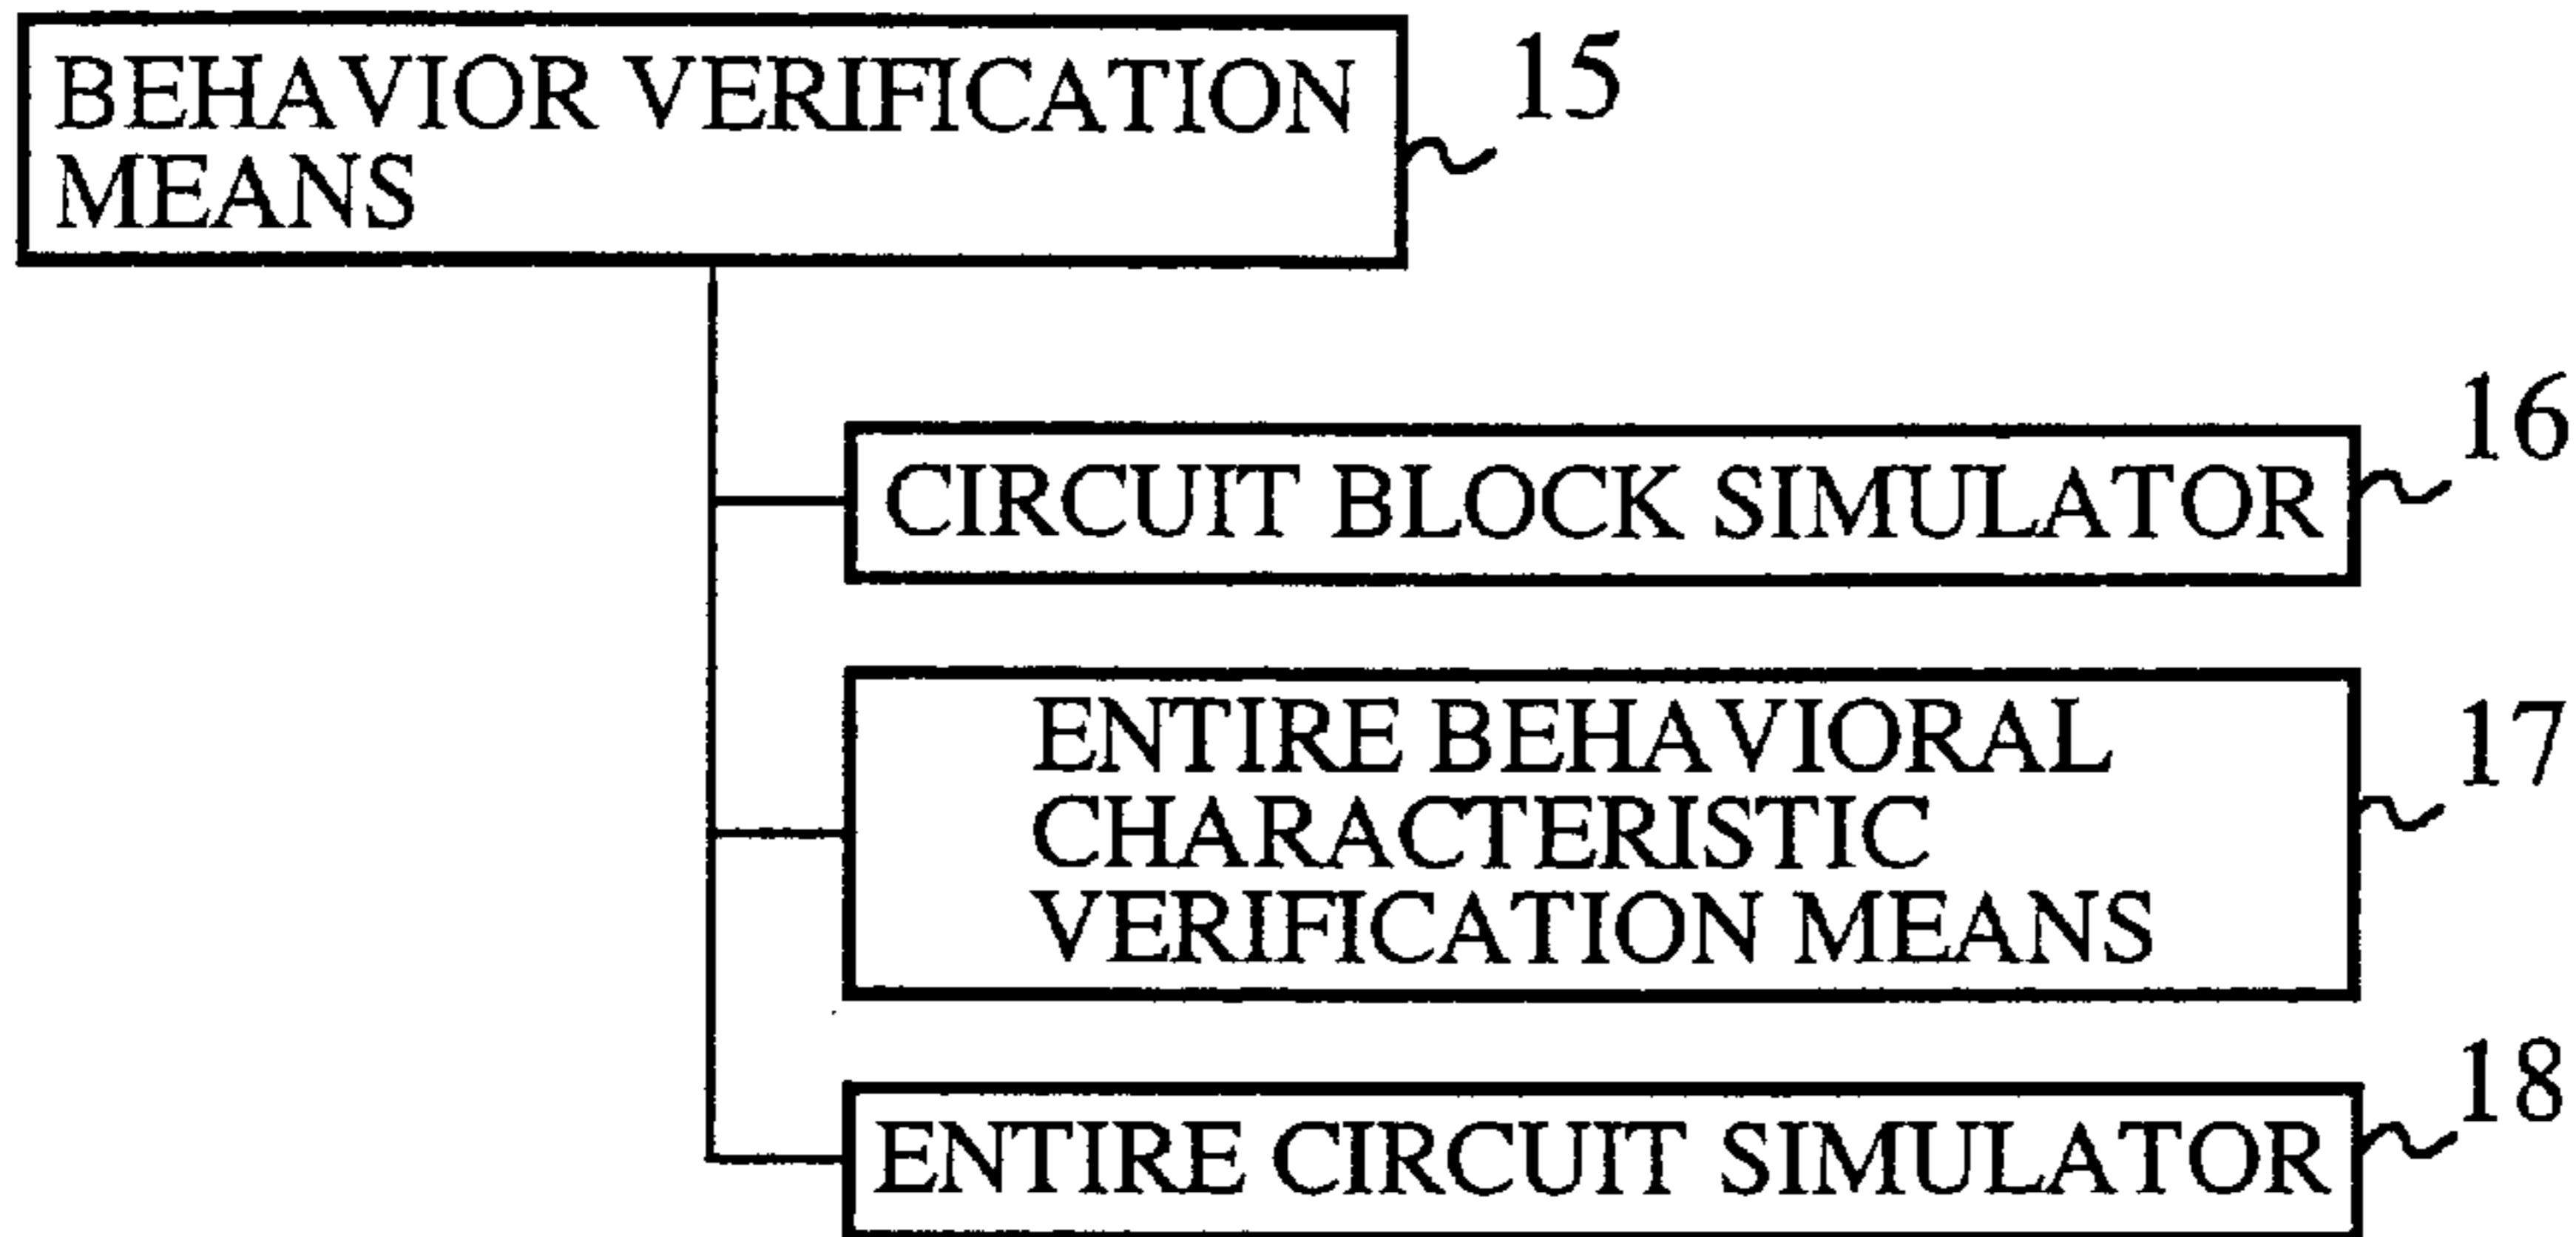 BEHAVIOR VERIFICATION
MEANS
15
16
CIRCUIT BLOCK SIMULATOR
ENTIRE BEHAVIORAL
CHARACTERISTIC
VERIFICATION MEANS
17
18
ENTIRE CIRCUIT SIMULATOR